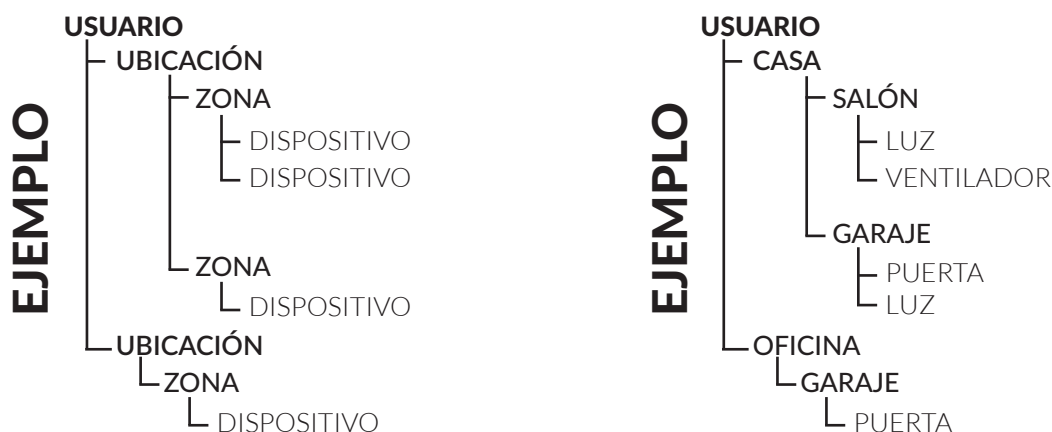 EJEMPLO
USUARIO
UBICACIÓN
ZONA
DISPOSITIVO
DISPOSITIVO
ZONA
DISPOSITIVO
UBICACIÓN
ZONA
DISPOSITIVO
EJEMPLO
USUARIO
CASA
SALÓN
LUZ
VENTILADOR
GARAJE
PUERTA
LUZ
OFICINA
GARAJE
PUERTA